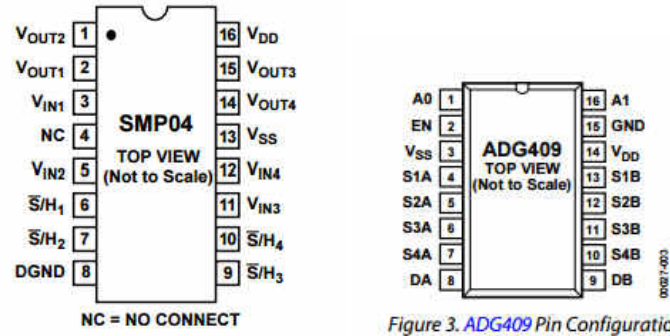 VOUT2 1 16 VDD
VOUT1 2 15 VOUT3
VIN1 3 14 VOUT4
NC 4 SMP04 13 VSS
TOP VIEW
VIN2 5 (Not to Scale) 12 VIN4
S̅/H1 6 11 VIN3
S̅/H2 7 10 S̅/H4
DGND 8 9 S̅/H3
NC = NO CONNECT
A0 1 16 A1
EN 2 15 GND
VSS 3 ADG409 14 VDD
TOP VIEW
S1A 4 (Not to Scale) 13 S1B
S2A 5 12 S2B
S3A 6 11 S3B
S4A 7 10 S4B
DA 8 9 DB
00027-003
Figure 3. ADG409 Pin Configuratio